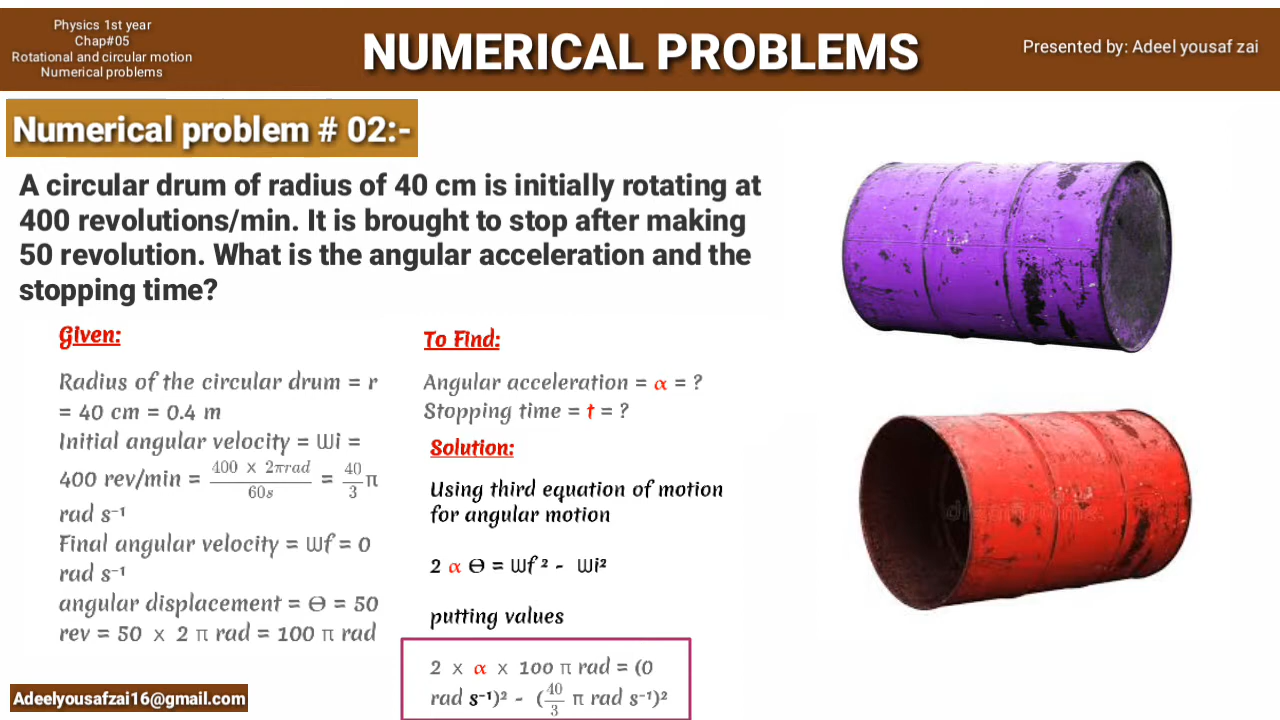 Physics 1st year
Chap#05
Rotational and circular motion
Numerical problems
NUMERICAL PROBLEMS
Presented by: Adeel yousaf zai
Numerical problem # 02:-
A circular drum of radius of 40 cm is initially rotating at
400 revolutions/min. It is brought to stop after making
50 revolution. What is the angular acceleration and the
stopping time?
Given:
Radius of the circular drum = r
= 40 cm = 0.4 m
Initial angular velocity = Ѡi =
400 rev/min = (400 × 2πrad)/(60s) = 40/3 π
rad s⁻¹
Final angular velocity = Ѡf = 0
rad s⁻¹
angular displacement = Ѳ = 50
rev = 50 × 2 π rad = 100 π rad
To Find:
Angular acceleration = α = ?
Stopping time = t = ?
Solution:
Using third equation of motion
for angular motion
2 α Ѳ = Ѡf ² - Ѡi²
putting values
2 × α × 100 π rad = (0
rad s⁻¹)² - (40/3 π rad s⁻¹)²
Adeelyousafzai16@gmail.com